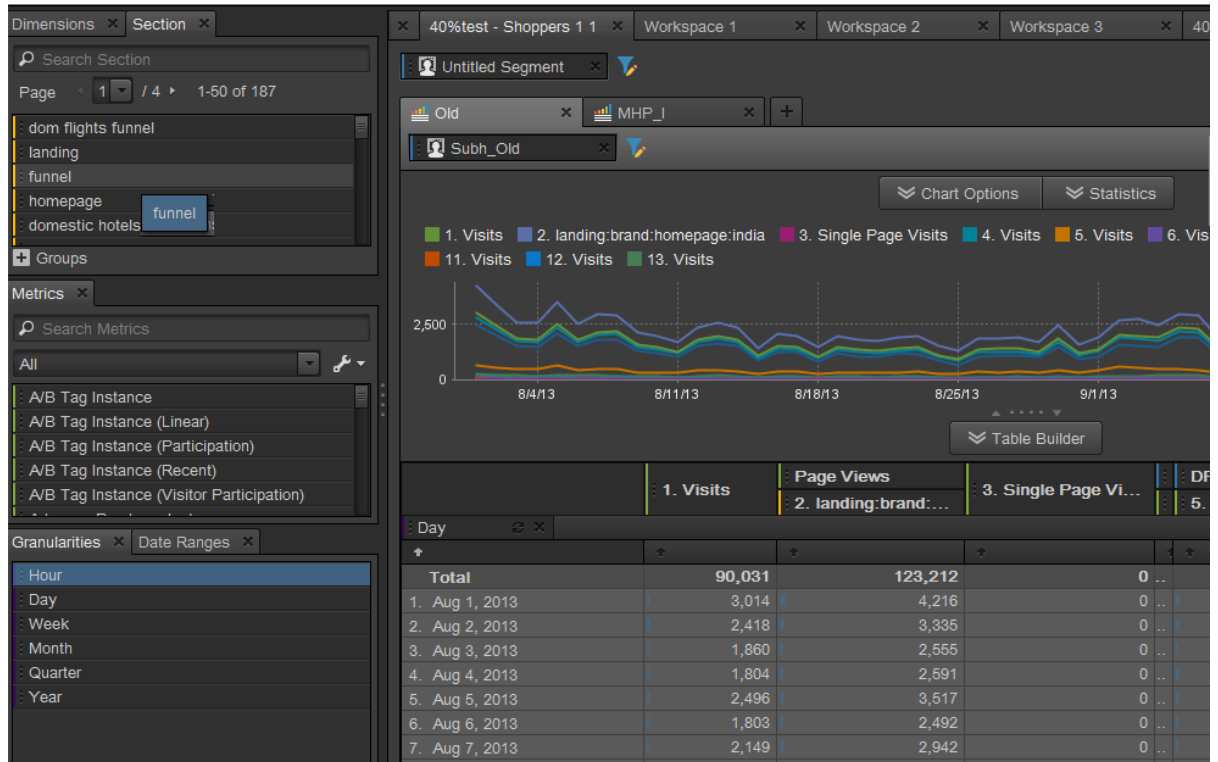 Dimensions Section
Search Section
Page 1 / 4 1-50 of 187
dom flights funnel
landing
funnel
homepage
domestic hotels
funnel
Groups
Metrics
Search Metrics
All
A/B Tag Instance
A/B Tag Instance (Linear)
A/B Tag Instance (Participation)
A/B Tag Instance (Recent)
A/B Tag Instance (Visitor Participation)
Granularities Date Ranges
Hour
Day
Week
Month
Quarter
Year
40%test - Shoppers 1 1 Workspace 1 Workspace 2 Workspace 3 40
Untitled Segment
Old MHP_I +
Subh_Old
Chart Options Statistics
1. Visits 2. landing:brand:homepage:india 3. Single Page Visits 4. Visits 5. Visits 6. Vis
11. Visits 12. Visits 13. Visits
2,500
0
8/4/13 8/11/13 8/18/13 8/25/13 9/1/13
Table Builder
1. Visits Page Views 3. Single Page Vi... DF
2. landing:brand:... 5.
Day
Total 90,031 123,212 0 ..
1. Aug 1, 2013 3,014 4,216 0 ..
2. Aug 2, 2013 2,418 3,335 0 ..
3. Aug 3, 2013 1,860 2,555 0 ..
4. Aug 4, 2013 1,804 2,591 0 ..
5. Aug 5, 2013 2,496 3,517 0 ..
6. Aug 6, 2013 1,803 2,492 0 ..
7. Aug 7, 2013 2,149 2,942 0 ..